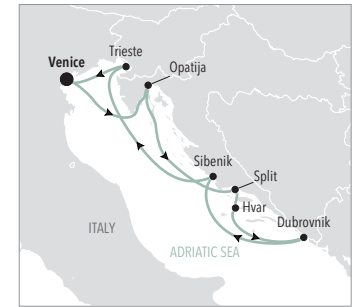 Trieste
Venice
Opatija
Sibenik
Split
Hvar
Dubrovnik
ITALY
ADRIATIC SEA